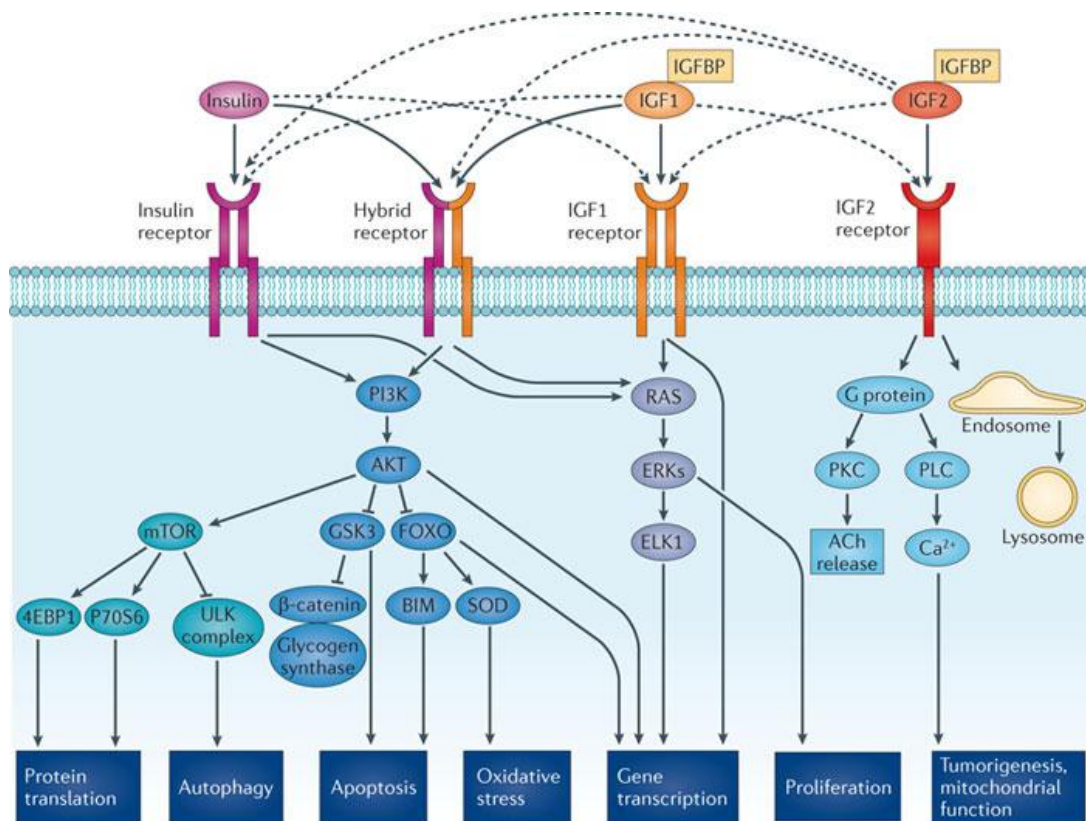 IGFBP
IGFBP
Insulin
IGF1
IGF2
Insulin
receptor
Hybrid
receptor
IGF1
receptor
IGF2
receptor
PI3K
RAS
G protein
Endosome
AKT
ERKs
PKC
PLC
mTOR
GSK3
FOXO
ELK1
ACh
release
Ca²⁺
Lysosome
4EBP1
P70S6
ULK
complex
β-catenin
Glycogen
synthase
BIM
SOD
Protein
translation
Autophagy
Apoptosis
Oxidative
stress
Gene
transcription
Proliferation
Tumorigenesis,
mitochondrial
function